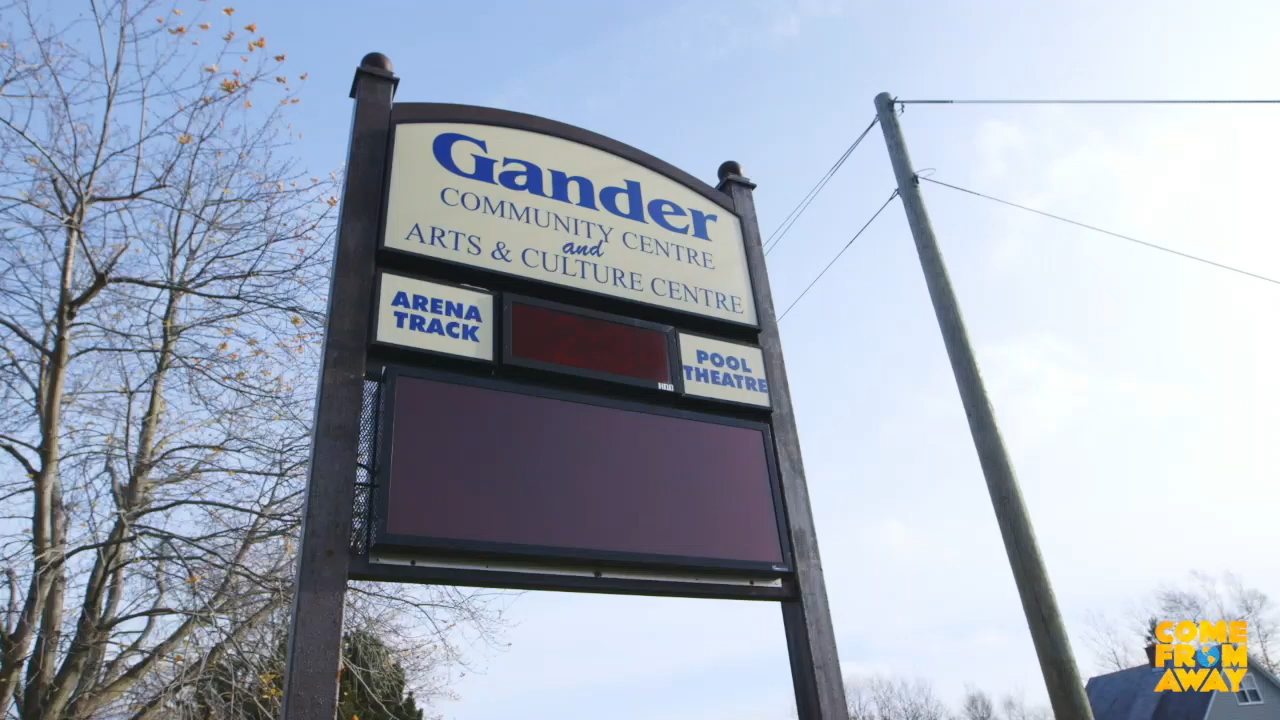 Gander
COMMUNITY CENTRE
and
ARTS & CULTURE CENTRE
ARENA
TRACK
POOL
THEATRE
COME
FROM
AWAY